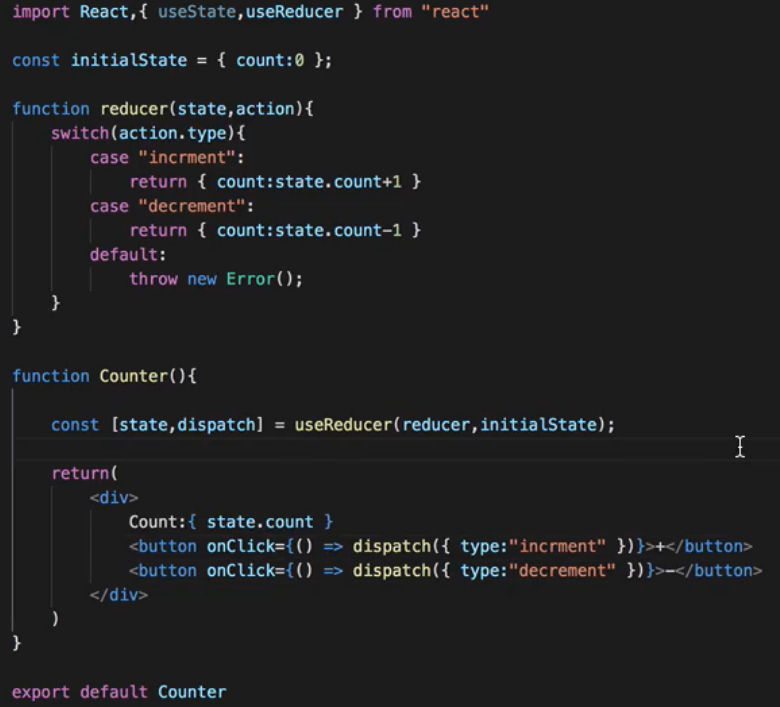 import React,{ useState,useReducer } from "react"
const initialState = { count:0 };
function reducer(state,action){
switch(action.type){
case "incrment":
return { count:state.count+1 }
case "decrement":
return { count:state.count-1 }
default:
throw new Error();
}
}
function Counter(){
const [state,dispatch] = useReducer(reducer,initialState);
return(
<div>
Count:{ state.count }
<button onClick={() => dispatch({ type:"incrment" })}>+</button>
<button onClick={() => dispatch({ type:"decrement" })}>-</button>
</div>
)
}
export default Counter